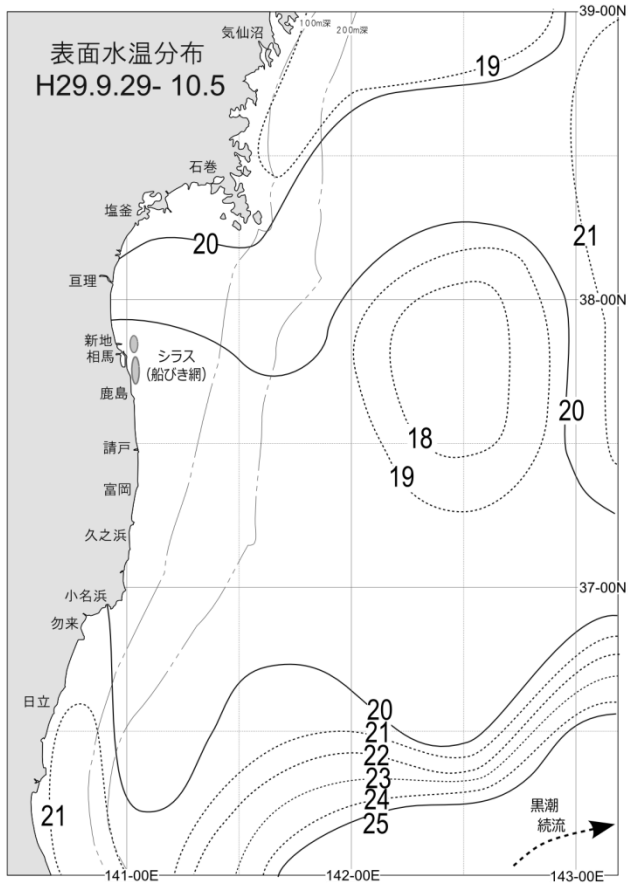 39-00N
気仙沼
100m深
200m深
表面水温分布
H29.9.29- 10.5
19
石巻
塩釜
20
21
亘理
38-00N
新地
相馬
シラス
(船びき網)
鹿島
20
18
請戸
19
富岡
久之浜
37-00N
小名浜
勿来
日立
20
21
22
23
24
25
21
黒潮
続流
141-00E
142-00E
143-00E